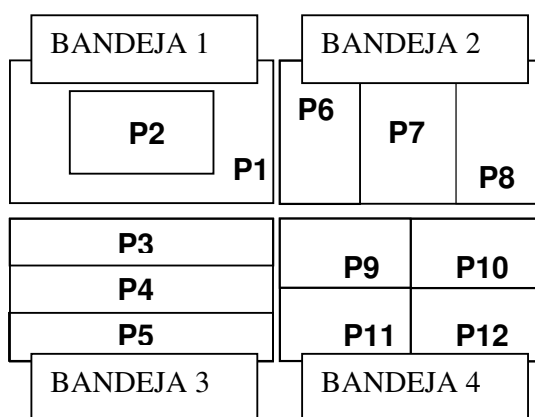 BANDEJA 1
BANDEJA 2
P2
P1
P6
P7
P8
P3
P4
P5
P9
P10
P11
P12
BANDEJA 3
BANDEJA 4